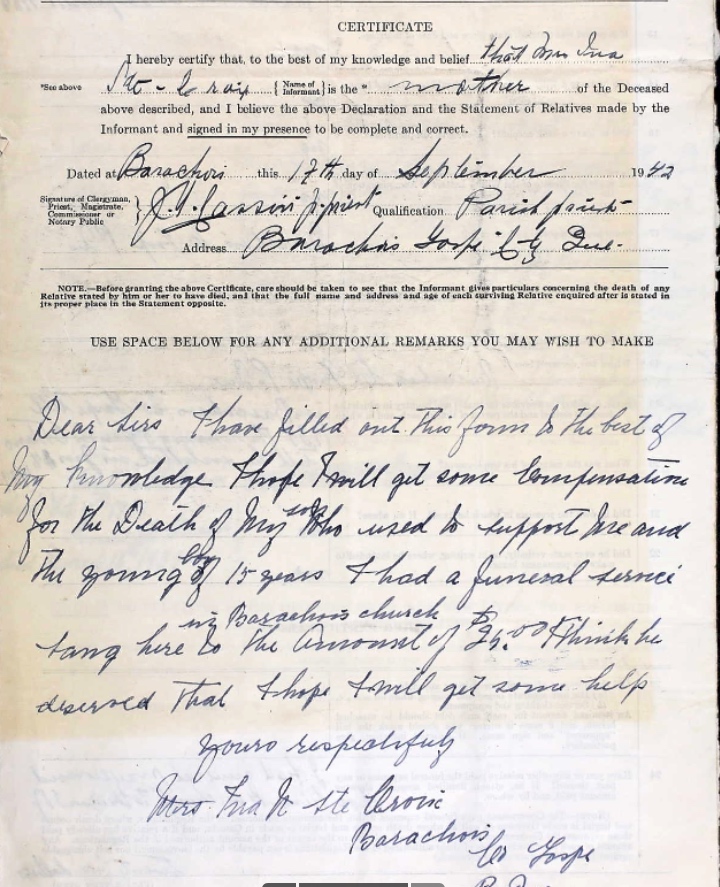 CERTIFICATE
I hereby certify that, to the best of my knowledge and belief that Mrs Ina
*See above Ste-Croix { Name of Informant } is the * mother of the Deceased
above described, and I believe the above Declaration and the Statement of Relatives made by the
Informant and signed in my presence to be complete and correct.
Dated at Barachois this 17th day of September 1942
Signature of Clergyman, Priest, Magistrate, Commissioner or Notary Public } p. priest Qualification Parish priest
Address Barachois Gaspé Que.
NOTE.—Before granting the above Certificate, care should be taken to see that the Informant gives particulars concerning the death of any
Relative stated by him or her to have died, and that the full name and address and age of each surviving Relative enquired after is stated in
its proper place in the Statement opposite.
USE SPACE BELOW FOR ANY ADDITIONAL REMARKS YOU MAY WISH TO MAKE
Dear Sirs I have filled out this form to the best of
My Knowledge I hope I will get some Compensation
for the Death of My son Who used to support me and
the young boy of 15 years I had a funeral service
in Barachois church
sang here to the Amount of $25.00 I think he
deserved that I hope I will get some help
yours respectfuly
Mrs. Ina Ste Croix
Barachois
Co Gaspe